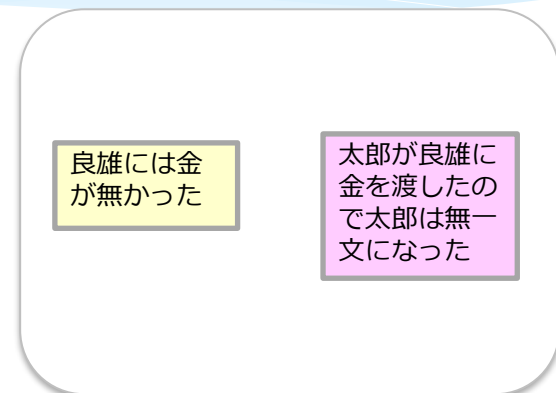 良雄には金
が無かった
太郎が良雄に
金を渡したの
で太郎は無一
文になった